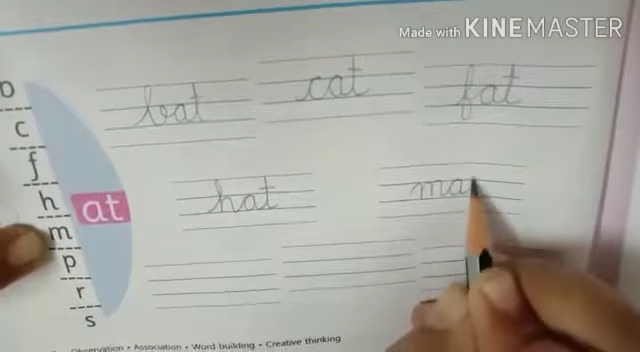 Made with KINEMASTER
b
c
f
h
m
p
r
s
at
bat cat fat
hat ma
Observation • Association • Word building • Creative thinking